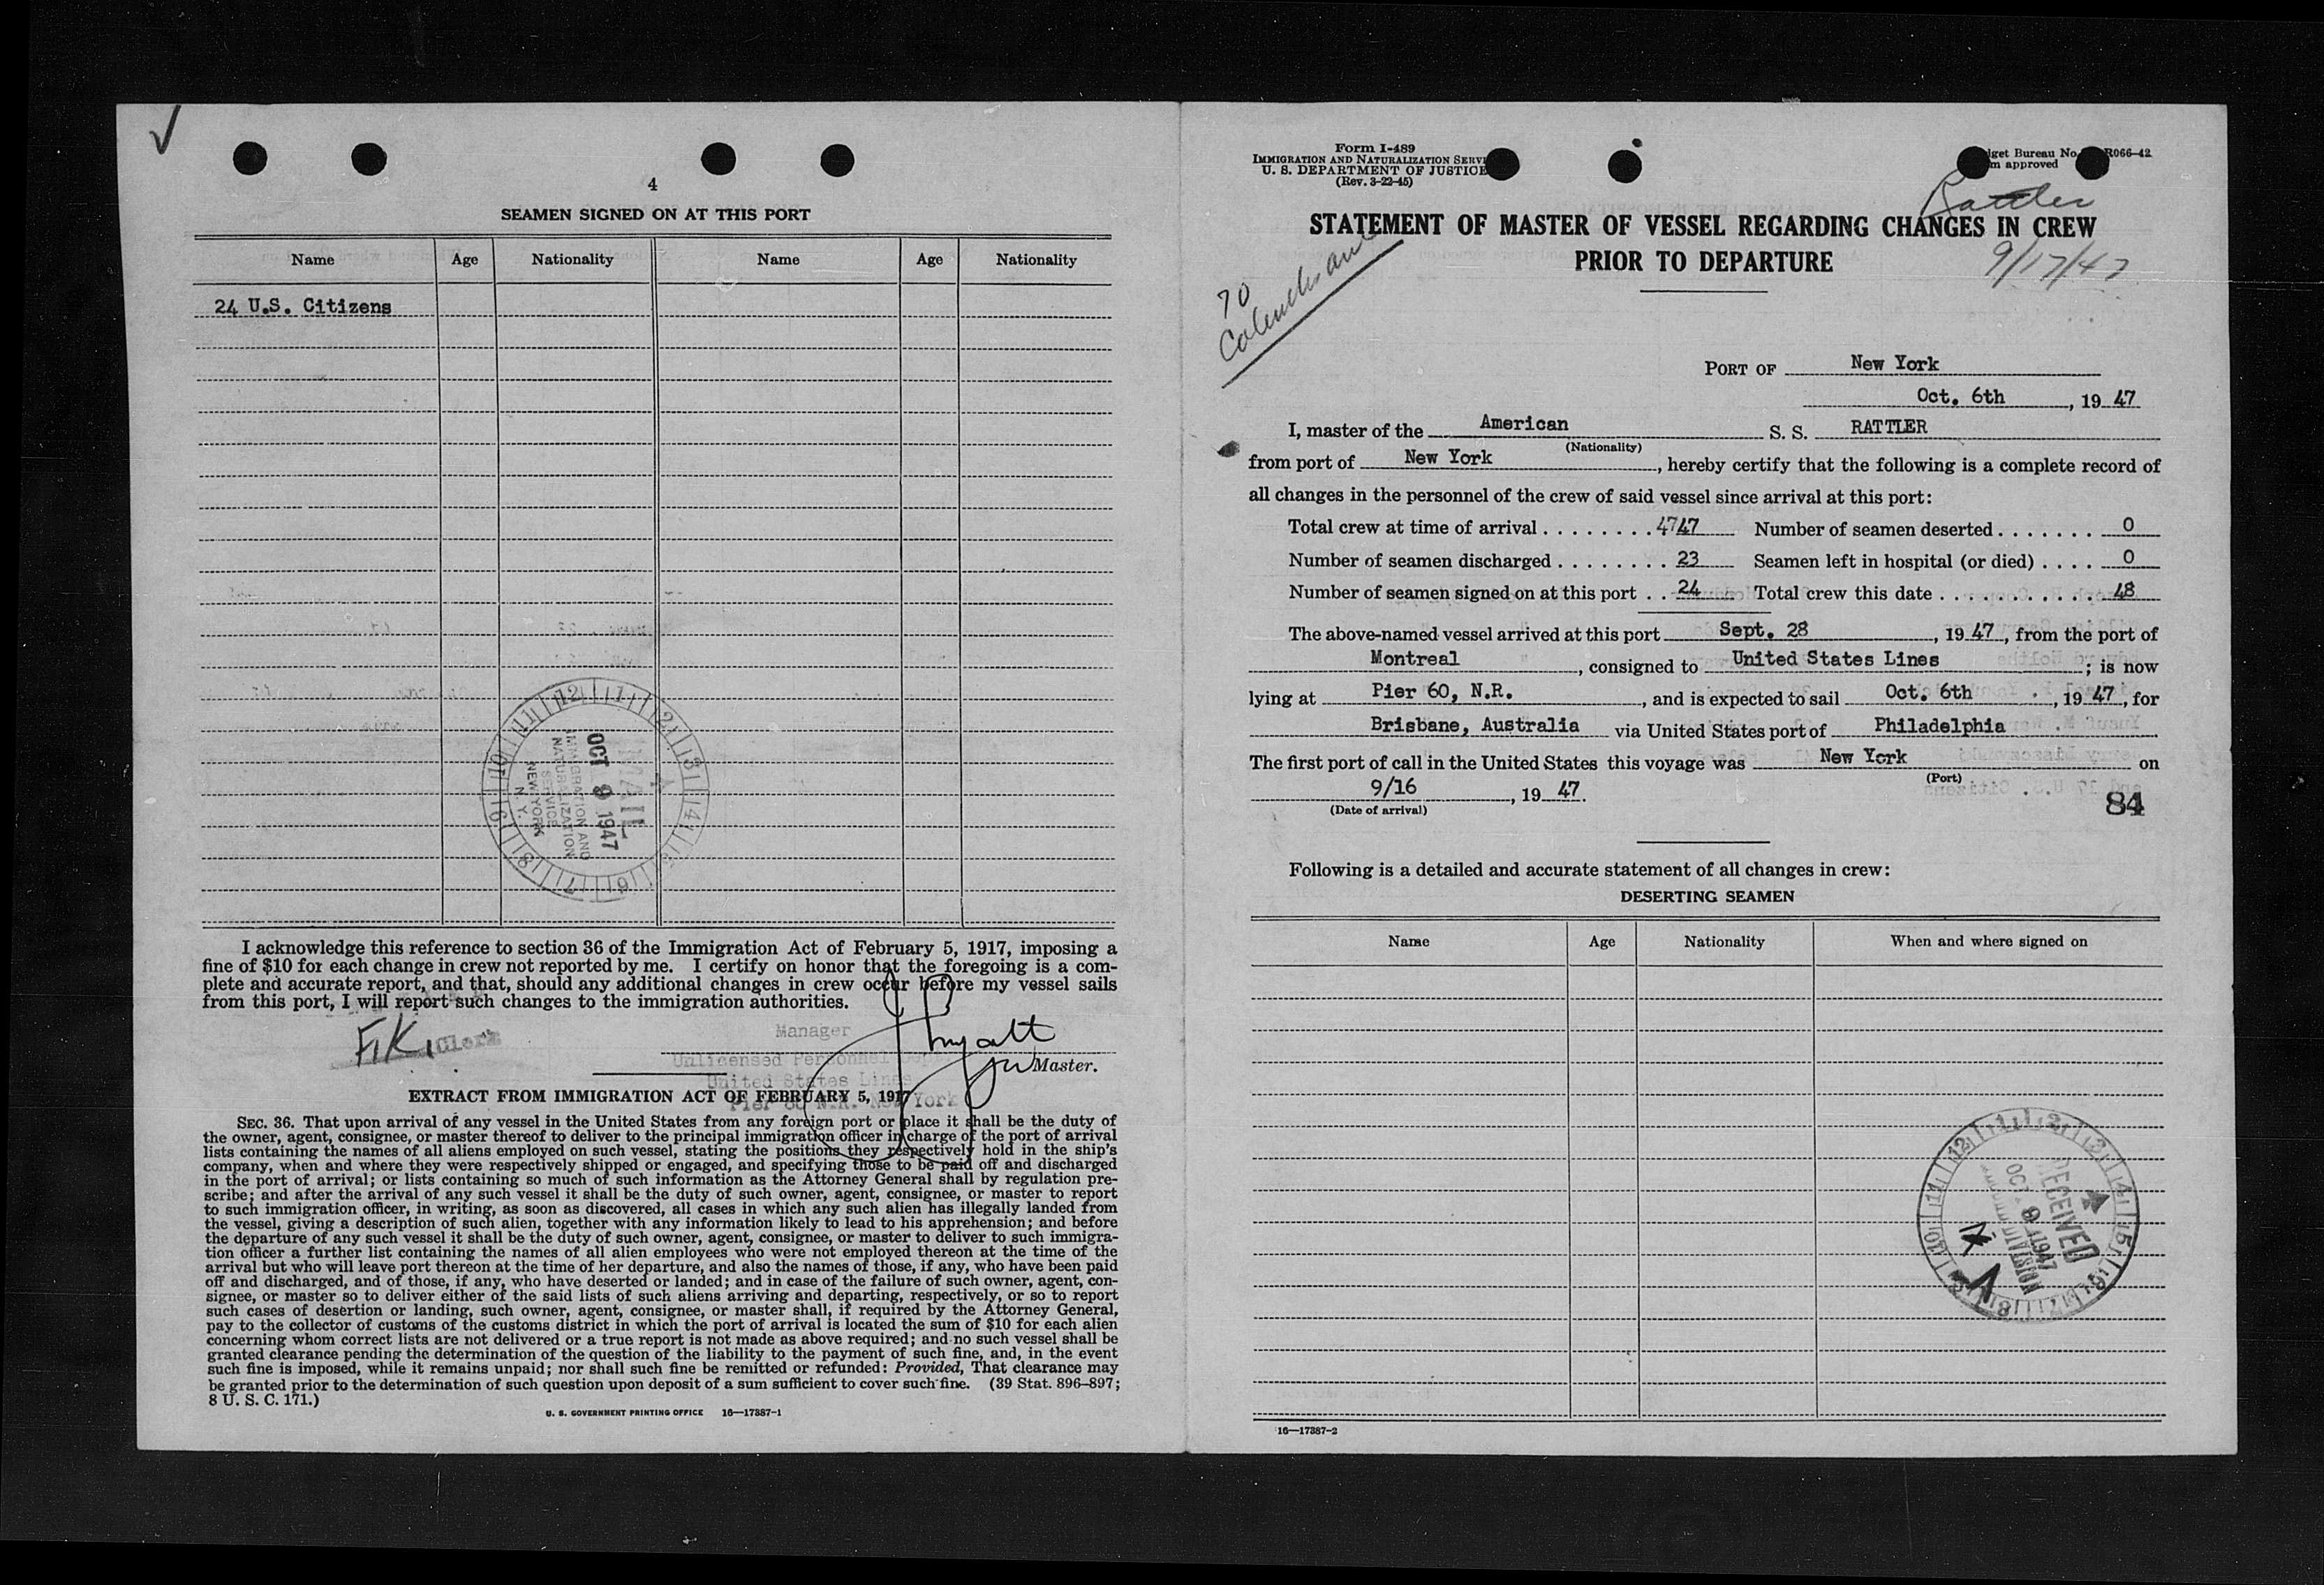 4
SEAMEN SIGNED ON AT THIS PORT
Name Age Nationality Name Age Nationality
24 U.S. Citizens
MAIL
OCT 9 1947
IMMIGRATION AND
NATURALIZATION
SERVICE
NEW YORK
N. Y.
I acknowledge this reference to section 36 of the Immigration Act of February 5, 1917, imposing a
fine of $10 for each change in crew not reported by me. I certify on honor that the foregoing is a com-
plete and accurate report, and that, should any additional changes in crew occur before my vessel sails
from this port, I will report such changes to the immigration authorities.
F.K. Clerk
Manager
Unlicensed Personnel
Master.
United States Lines
Pier 60 N.R. New York
EXTRACT FROM IMMIGRATION ACT OF FEBRUARY 5, 1917
SEC. 36. That upon arrival of any vessel in the United States from any foreign port or place it shall be the duty of
the owner, agent, consignee, or master thereof to deliver to the principal immigration officer in charge of the port of arrival
lists containing the names of all aliens employed on such vessel, stating the positions they respectively hold in the ship's
company, when and where they were respectively shipped or engaged, and specifying those to be paid off and discharged
in the port of arrival; or lists containing so much of such information as the Attorney General shall by regulation pre-
scribe; and after the arrival of any such vessel it shall be the duty of such owner, agent, consignee, or master to report
to such immigration officer, in writing, as soon as discovered, all cases in which any such alien has illegally landed from
the vessel, giving a description of such alien, together with any information likely to lead to his apprehension; and before
the departure of any such vessel it shall be the duty of such owner, agent, consignee, or master to deliver to such immigra-
tion officer a further list containing the names of all alien employees who were not employed thereon at the time of the
arrival but who will leave port thereon at the time of her departure, and also the names of those, if any, who have been paid
off and discharged, and of those, if any, who have deserted or landed; and in case of the failure of such owner, agent, con-
signee, or master so to deliver either of the said lists of such aliens arriving and departing, respectively, or so to report
such cases of desertion or landing, such owner, agent, consignee, or master shall, if required by the Attorney General,
pay to the collector of customs of the customs district in which the port of arrival is located the sum of $10 for each alien
concerning whom correct lists are not delivered or a true report is not made as above required; and no such vessel shall be
granted clearance pending the determination of the question of the liability to the payment of such fine, and, in the event
such fine is imposed, while it remains unpaid; nor shall such fine be remitted or refunded: Provided, That clearance may
be granted prior to the determination of such question upon deposit of a sum sufficient to cover such fine. (39 Stat. 896-897;
8 U. S. C. 171.)
U. S. GOVERNMENT PRINTING OFFICE 16—17387-1
Form I-489
IMMIGRATION AND NATURALIZATION
U. S. DEPARTMENT OF JUSTICE
(Rev. 3-22-45)
Bureau No. R066-42
approved
Rattler
9/17/47
STATEMENT OF MASTER OF VESSEL REGARDING CHANGES IN CREW
PRIOR TO DEPARTURE
70
PORT OF New York
Oct. 6th, 19 47
I, master of the American S. S. RATTLER
(Nationality)
from port of New York, hereby certify that the following is a complete record of
all changes in the personnel of the crew of said vessel since arrival at this port:
Total crew at time of arrival . . . . . . . . 47 47 Number of seamen deserted . . . . . . . 0
Number of seamen discharged . . . . . . . . 23 Seamen left in hospital (or died) . . . . 0
Number of seamen signed on at this port . . 24 Total crew this date . . . . . . . . . . . 48
The above-named vessel arrived at this port Sept. 28, 19 47, from the port of
Montreal, consigned to United States Lines; is now
lying at Pier 60, N.R., and is expected to sail Oct. 6th, 19 47, for
Brisbane, Australia via United States port of Philadelphia
The first port of call in the United States this voyage was New York on
(Port)
9/16, 19 47.
(Date of arrival)
84
Following is a detailed and accurate statement of all changes in crew:
DESERTING SEAMEN
Name Age Nationality When and where signed on
RECEIVED
OCT 9 1947
DIVISION
16—17387-2